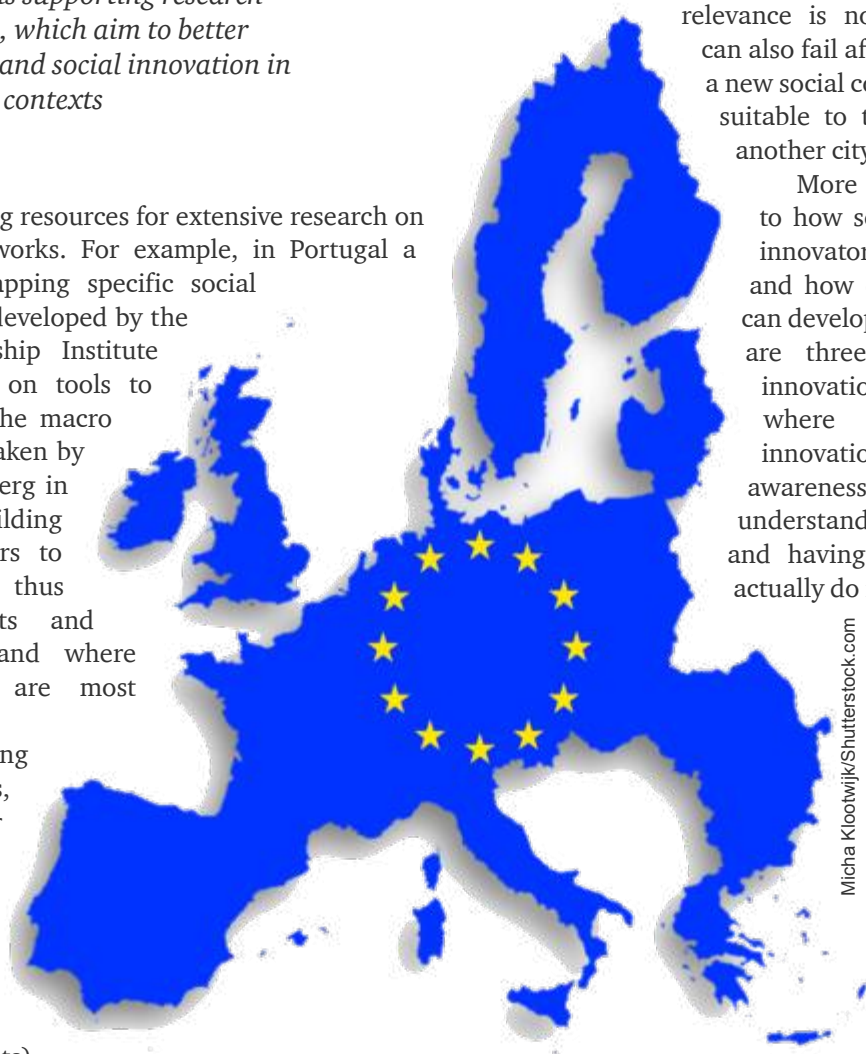 supporting research
, which aim to better
and social innovation in
contexts
g resources for extensive research on
works. For example, in Portugal a
apping specific social
developed by the
ship Institute
on tools to
he macro
aken by
erg in
ilding
rs to
thus
ts and
and where
are most
ng
s,
relevance is no
can also fail af
a new social c
suitable to t
another city
More
to how s
innovator
and how
can develop
are three
innovatio
where
innovatio
awareness
understand
and having
actually do
Micha Klootwijk/Shutterstock.com